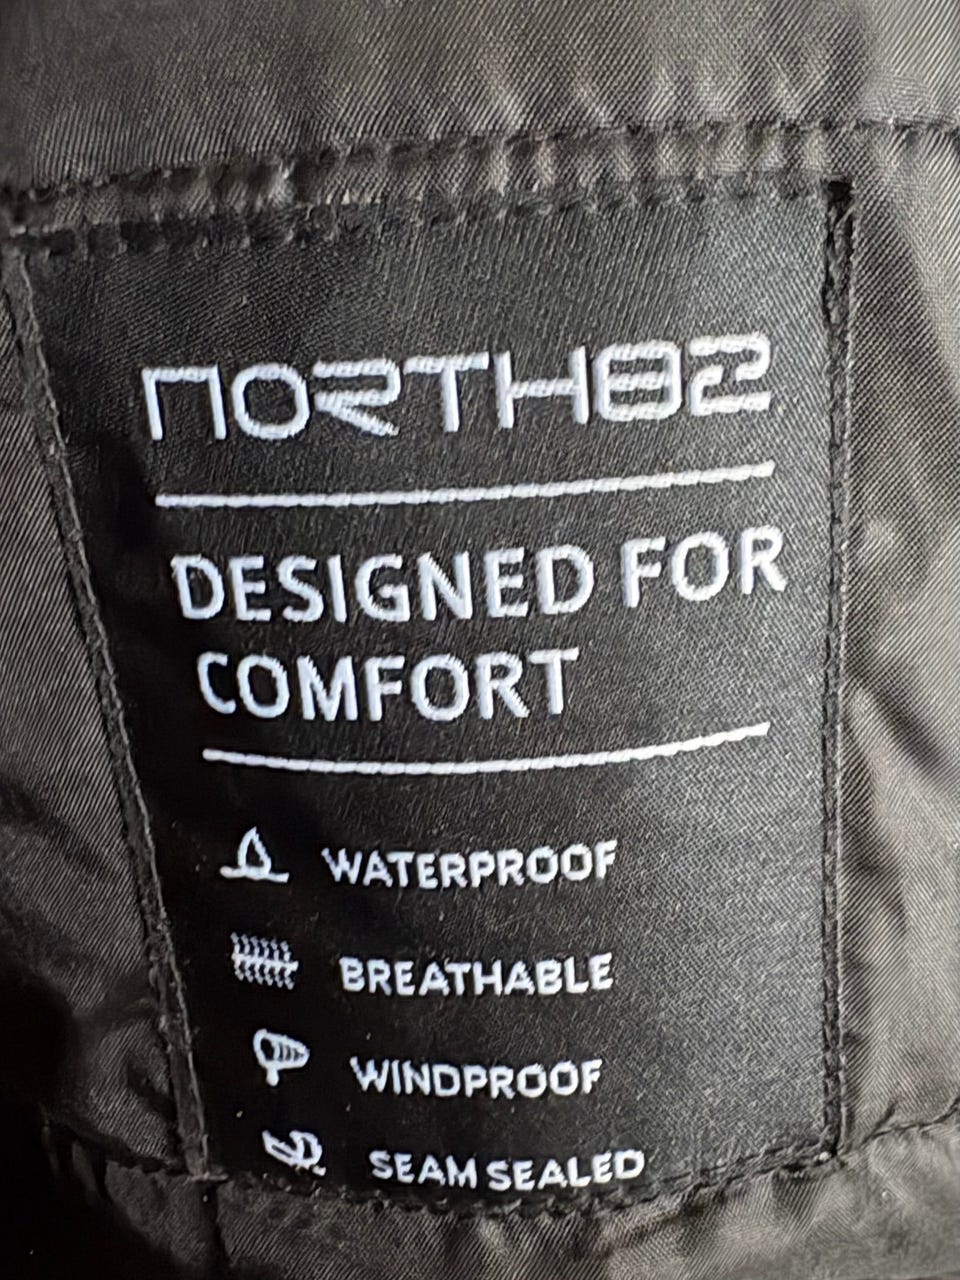 NORTH82
DESIGNED FOR
COMFORT
WATERPROOF
BREATHABLE
WINDPROOF
SEAM SEALED